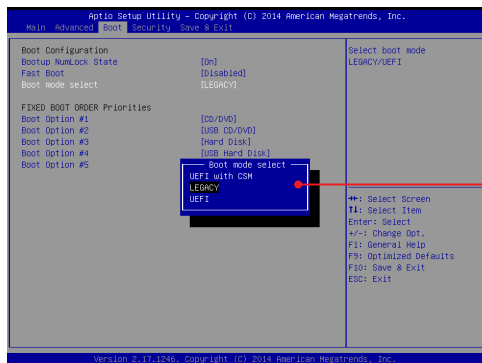 Aptio Setup Utility – Copyright (C) 2014 American Megatrends, Inc.
Main Advanced Boot Security Save & Exit
Boot Configuration
Bootup NumLock State [On]
Fast Boot [Disabled]
Boot mode select [LEGACY]
FIXED BOOT ORDER Priorities
Boot Option #1 [CD/DVD]
Boot Option #2 [USB CD/DVD]
Boot Option #3 [Hard Disk]
Boot Option #4 [USB Hard Disk]
Boot Option #5
Boot mode select
UEFI with CSM
LEGACY
UEFI
Select boot mode
LEGACY/UEFI
→←: Select Screen
↑↓: Select Item
Enter: Select
+/-: Change Opt.
F1: General Help
F9: Optimized Defaults
F10: Save & Exit
ESC: Exit
Version 2.17.1246. Copyright (C) 2014 American Megatrends, Inc.